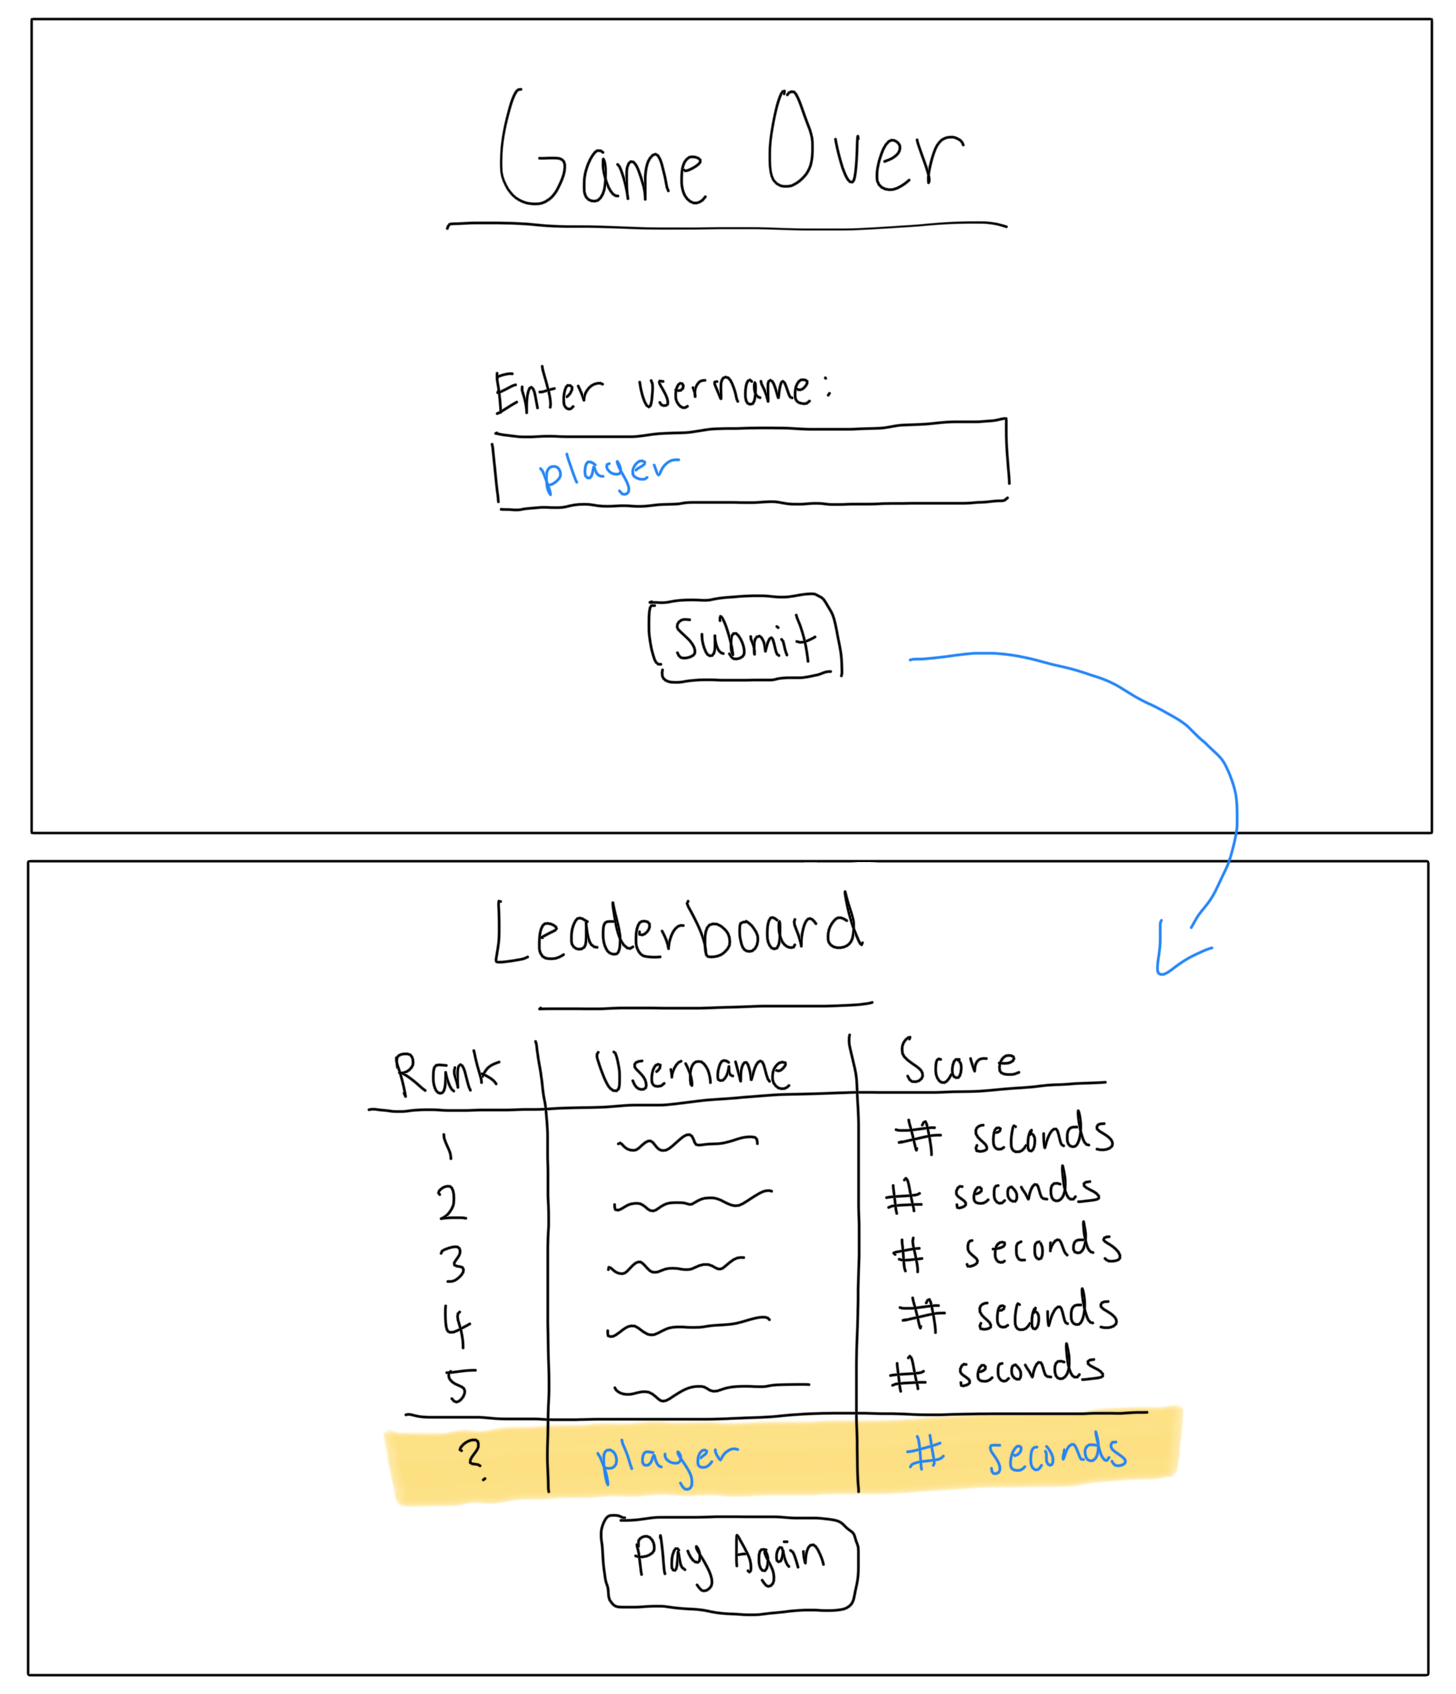 Game Over
Enter username:
player
Submit
Leaderboard
Rank Username Score
1 # seconds
2 # seconds
3 # seconds
4 # seconds
5 # seconds
? player # seconds
Play Again